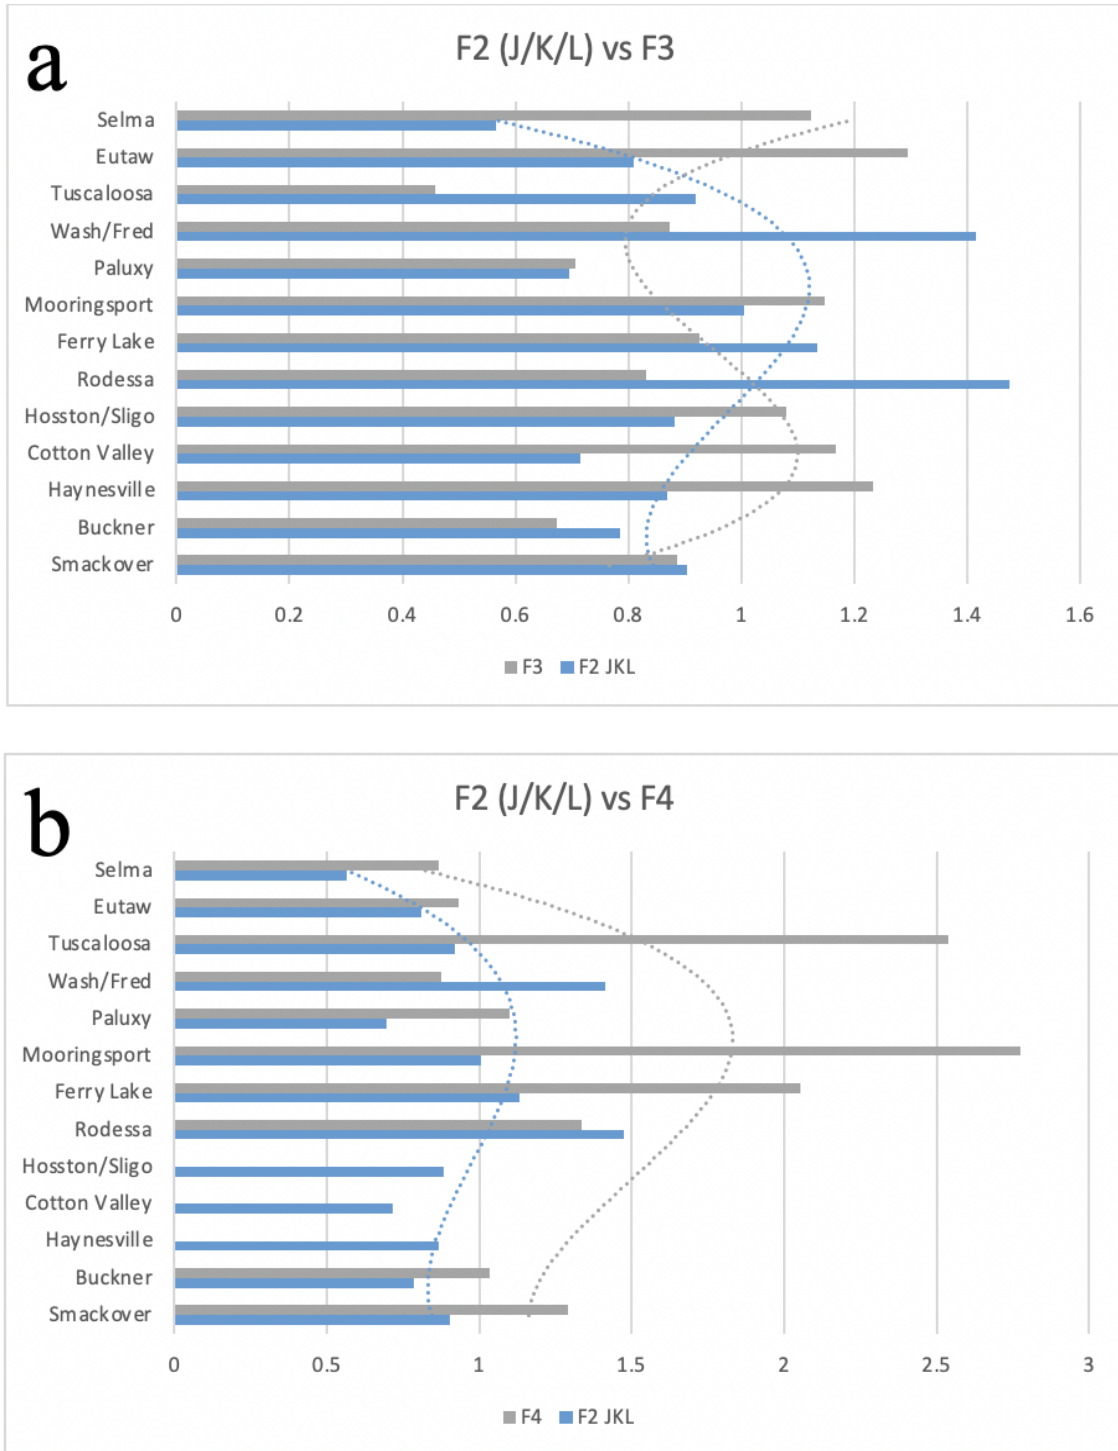 a
F2 (J/K/L) vs F3
Selma
Eutaw
Tuscaloosa
Wash/Fred
Paluxy
Mooringsport
Ferry Lake
Rodessa
Hosston/Sligo
Cotton Valley
Haynesville
Buckner
Smackover
0 0.2 0.4 0.6 0.8 1 1.2 1.4 1.6
F3 F2 JKL
b
F2 (J/K/L) vs F4
Selma
Eutaw
Tuscaloosa
Wash/Fred
Paluxy
Mooringsport
Ferry Lake
Rodessa
Hosston/Sligo
Cotton Valley
Haynesville
Buckner
Smackover
0 0.5 1 1.5 2 2.5 3
F4 F2 JKL